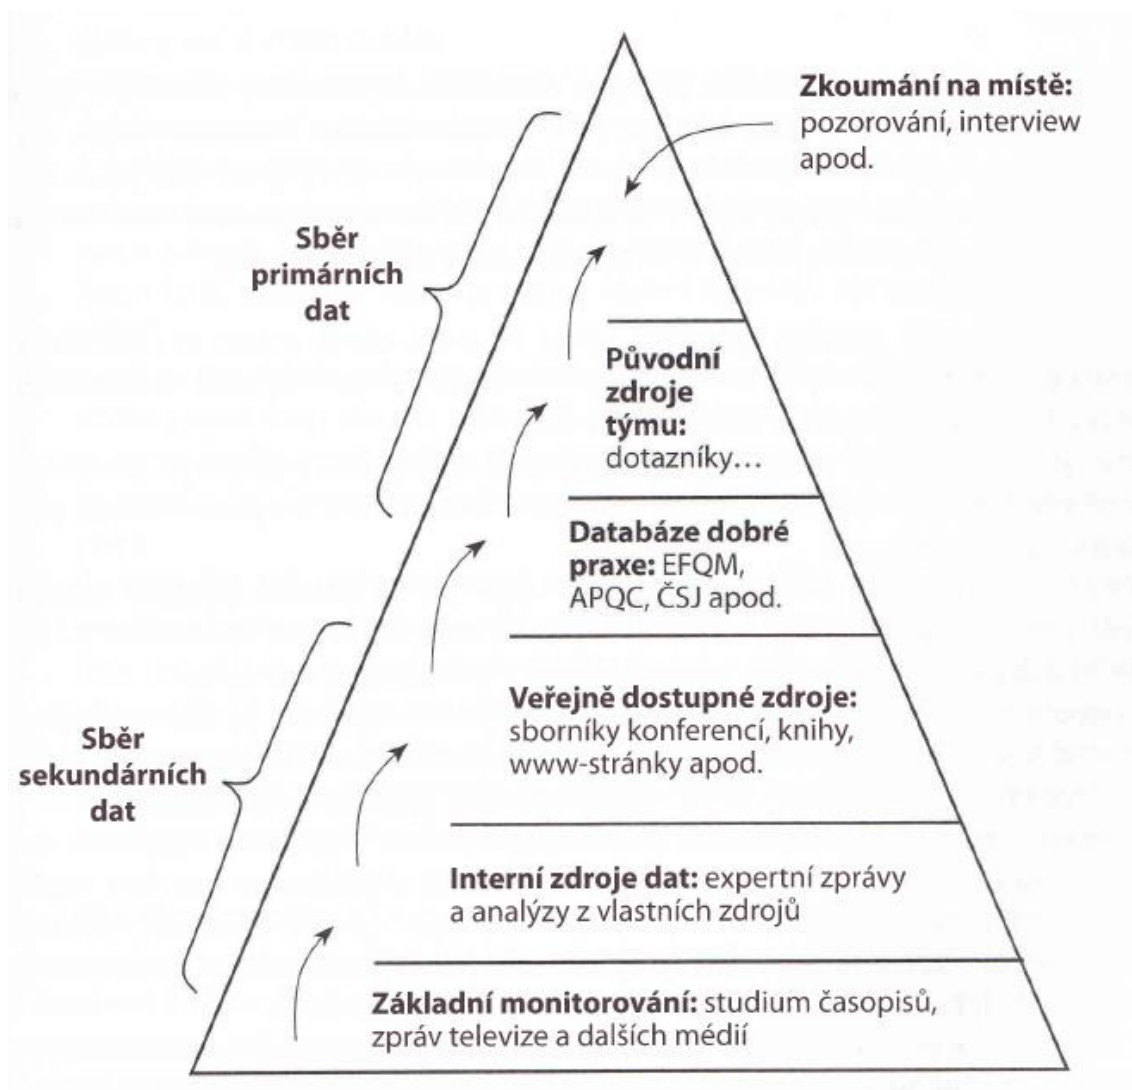 Zkoumání na místě:
pozorování, interview
apod.
Sběr
primárních
dat
Původní
zdroje
týmu:
dotazníky…
Databáze dobré
praxe: EFQM,
APQC, ČSJ apod.
Veřejně dostupné zdroje:
sborníky konferencí, knihy,
www-stránky apod.
Sběr
sekundárních
dat
Interní zdroje dat: expertní zprávy
a analýzy z vlastních zdrojů
Základní monitorování: studium časopisů,
zpráv televize a dalších médií